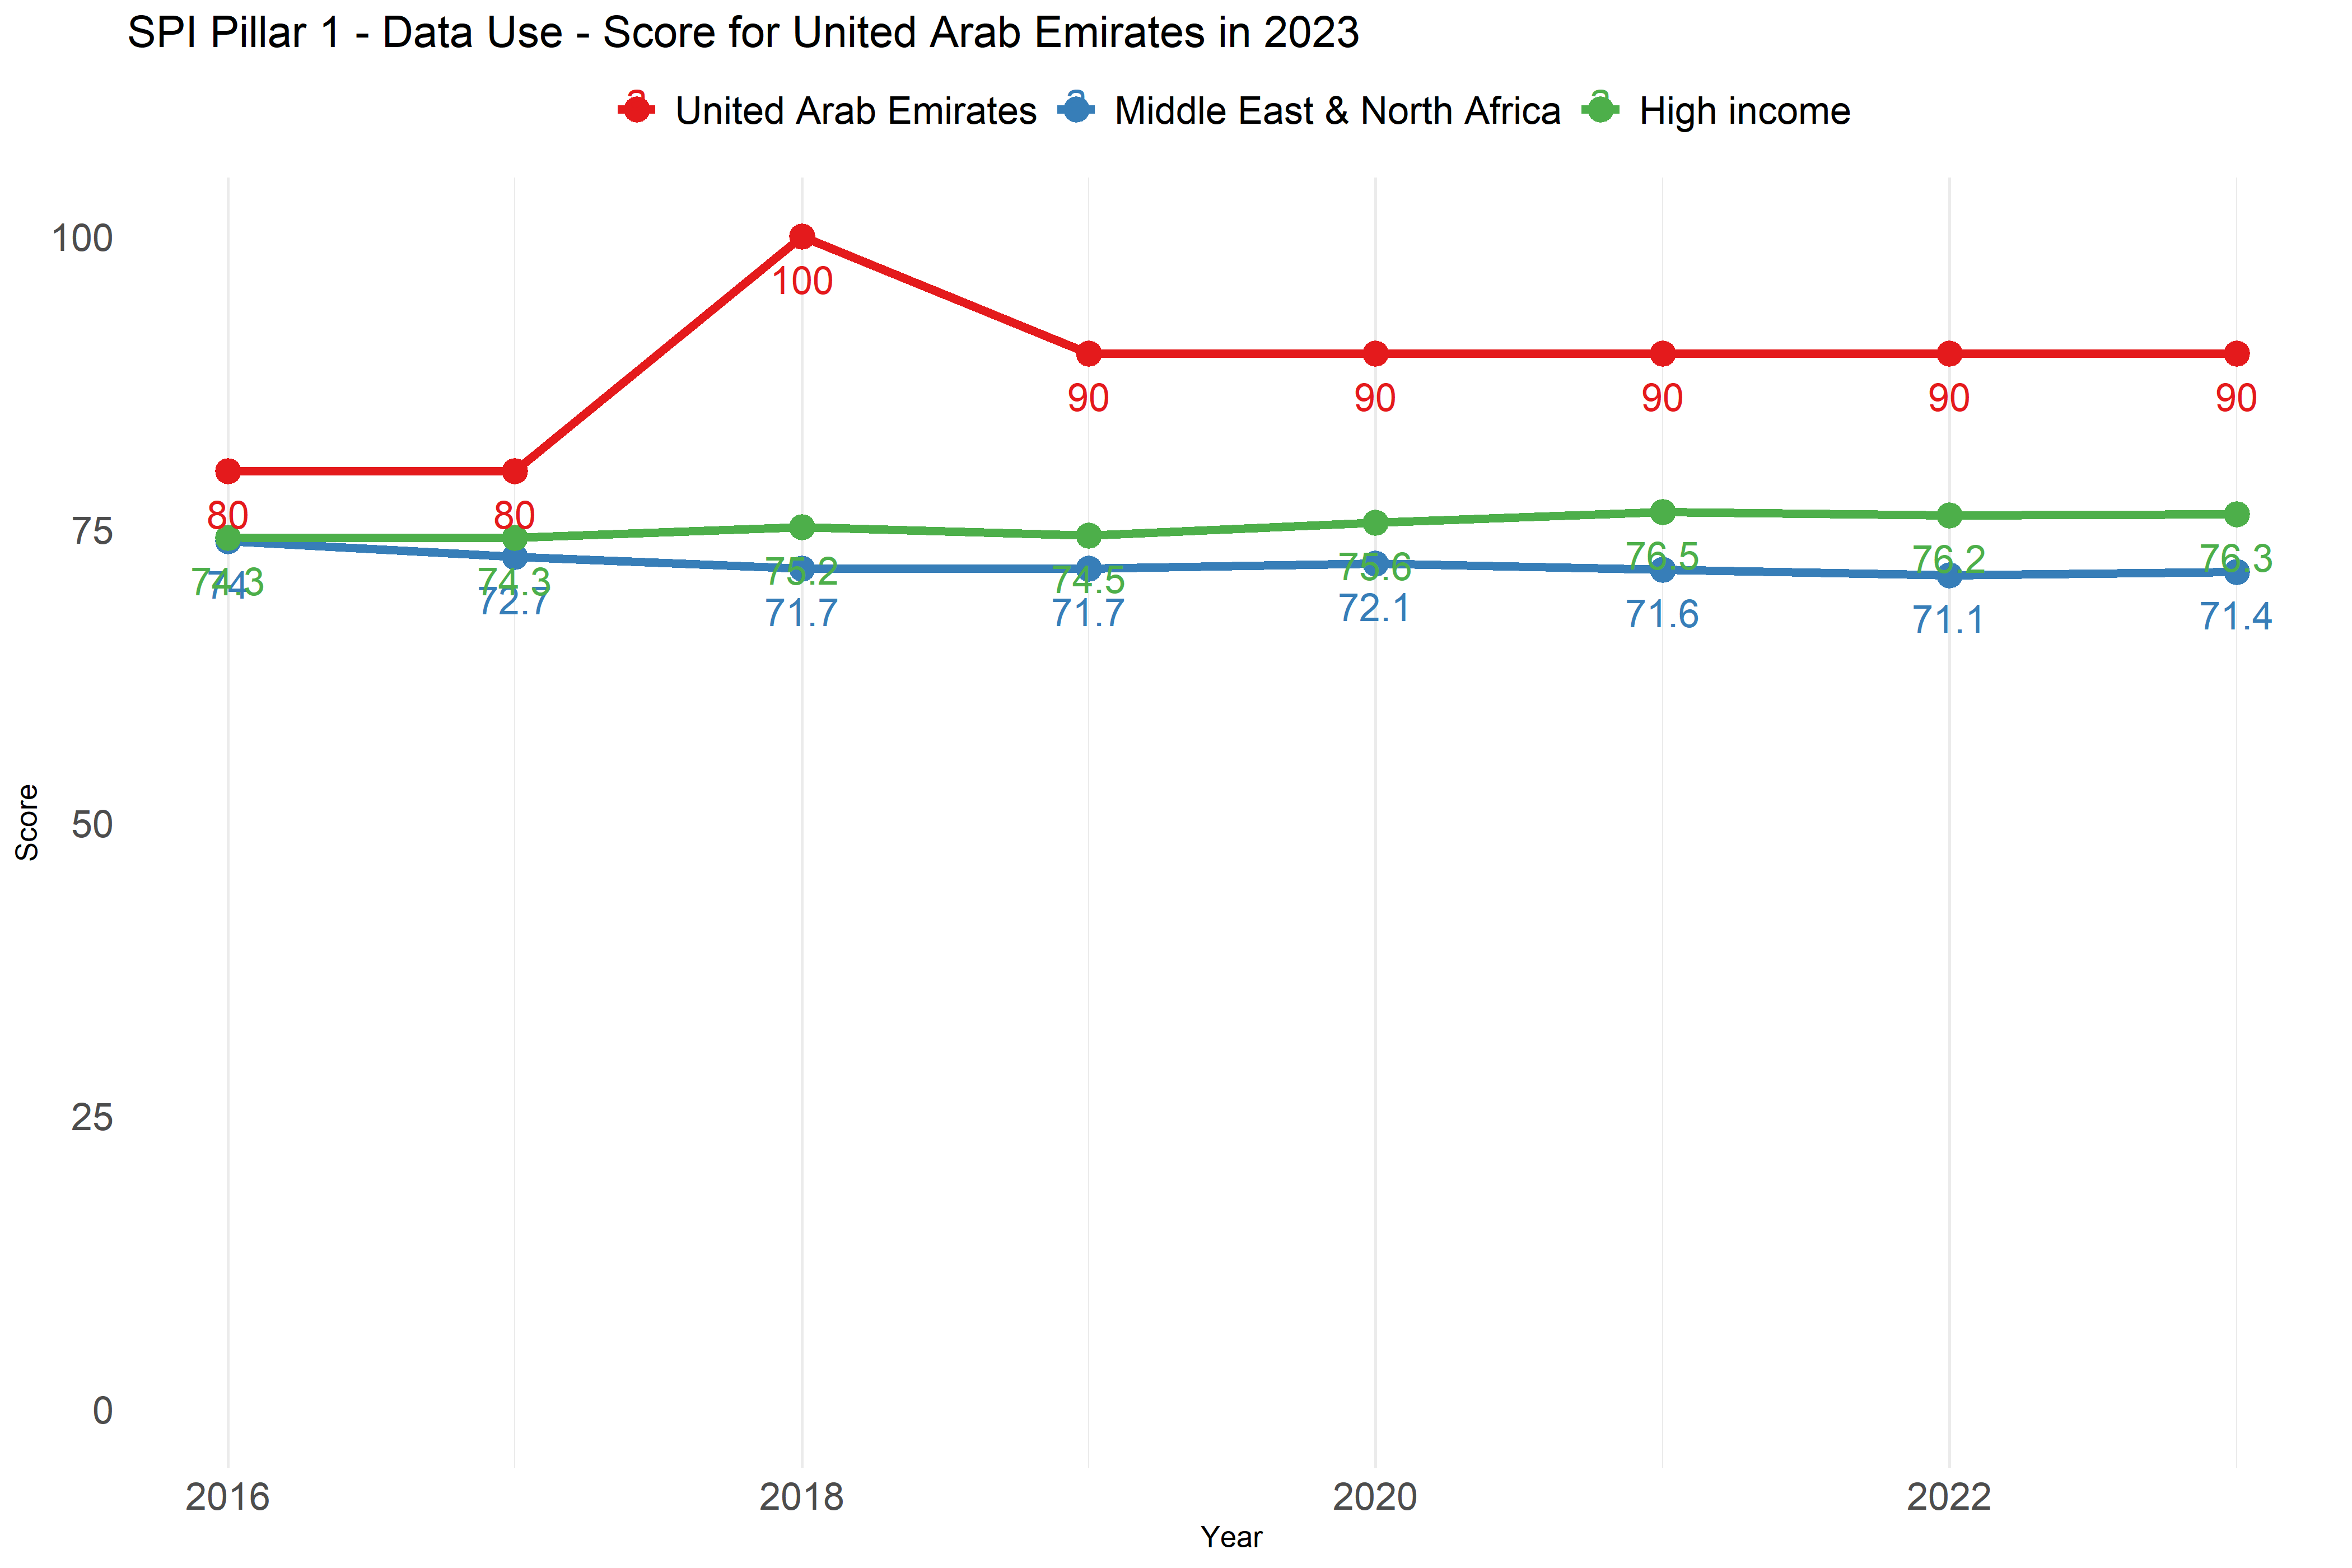 SPI Pillar 1 - Data Use - Score for United Arab Emirates in 2023
United Arab Emirates Middle East & North Africa High income
100
75
50
25
0
Score
100
90 90 90 90 90
80 80
74.3 74.3 75.2 74.5 75.6 76.5 76.2 76.3
74 72.7 71.7 71.7 72.1 71.6 71.1 71.4
2016 2018 2020 2022
Year